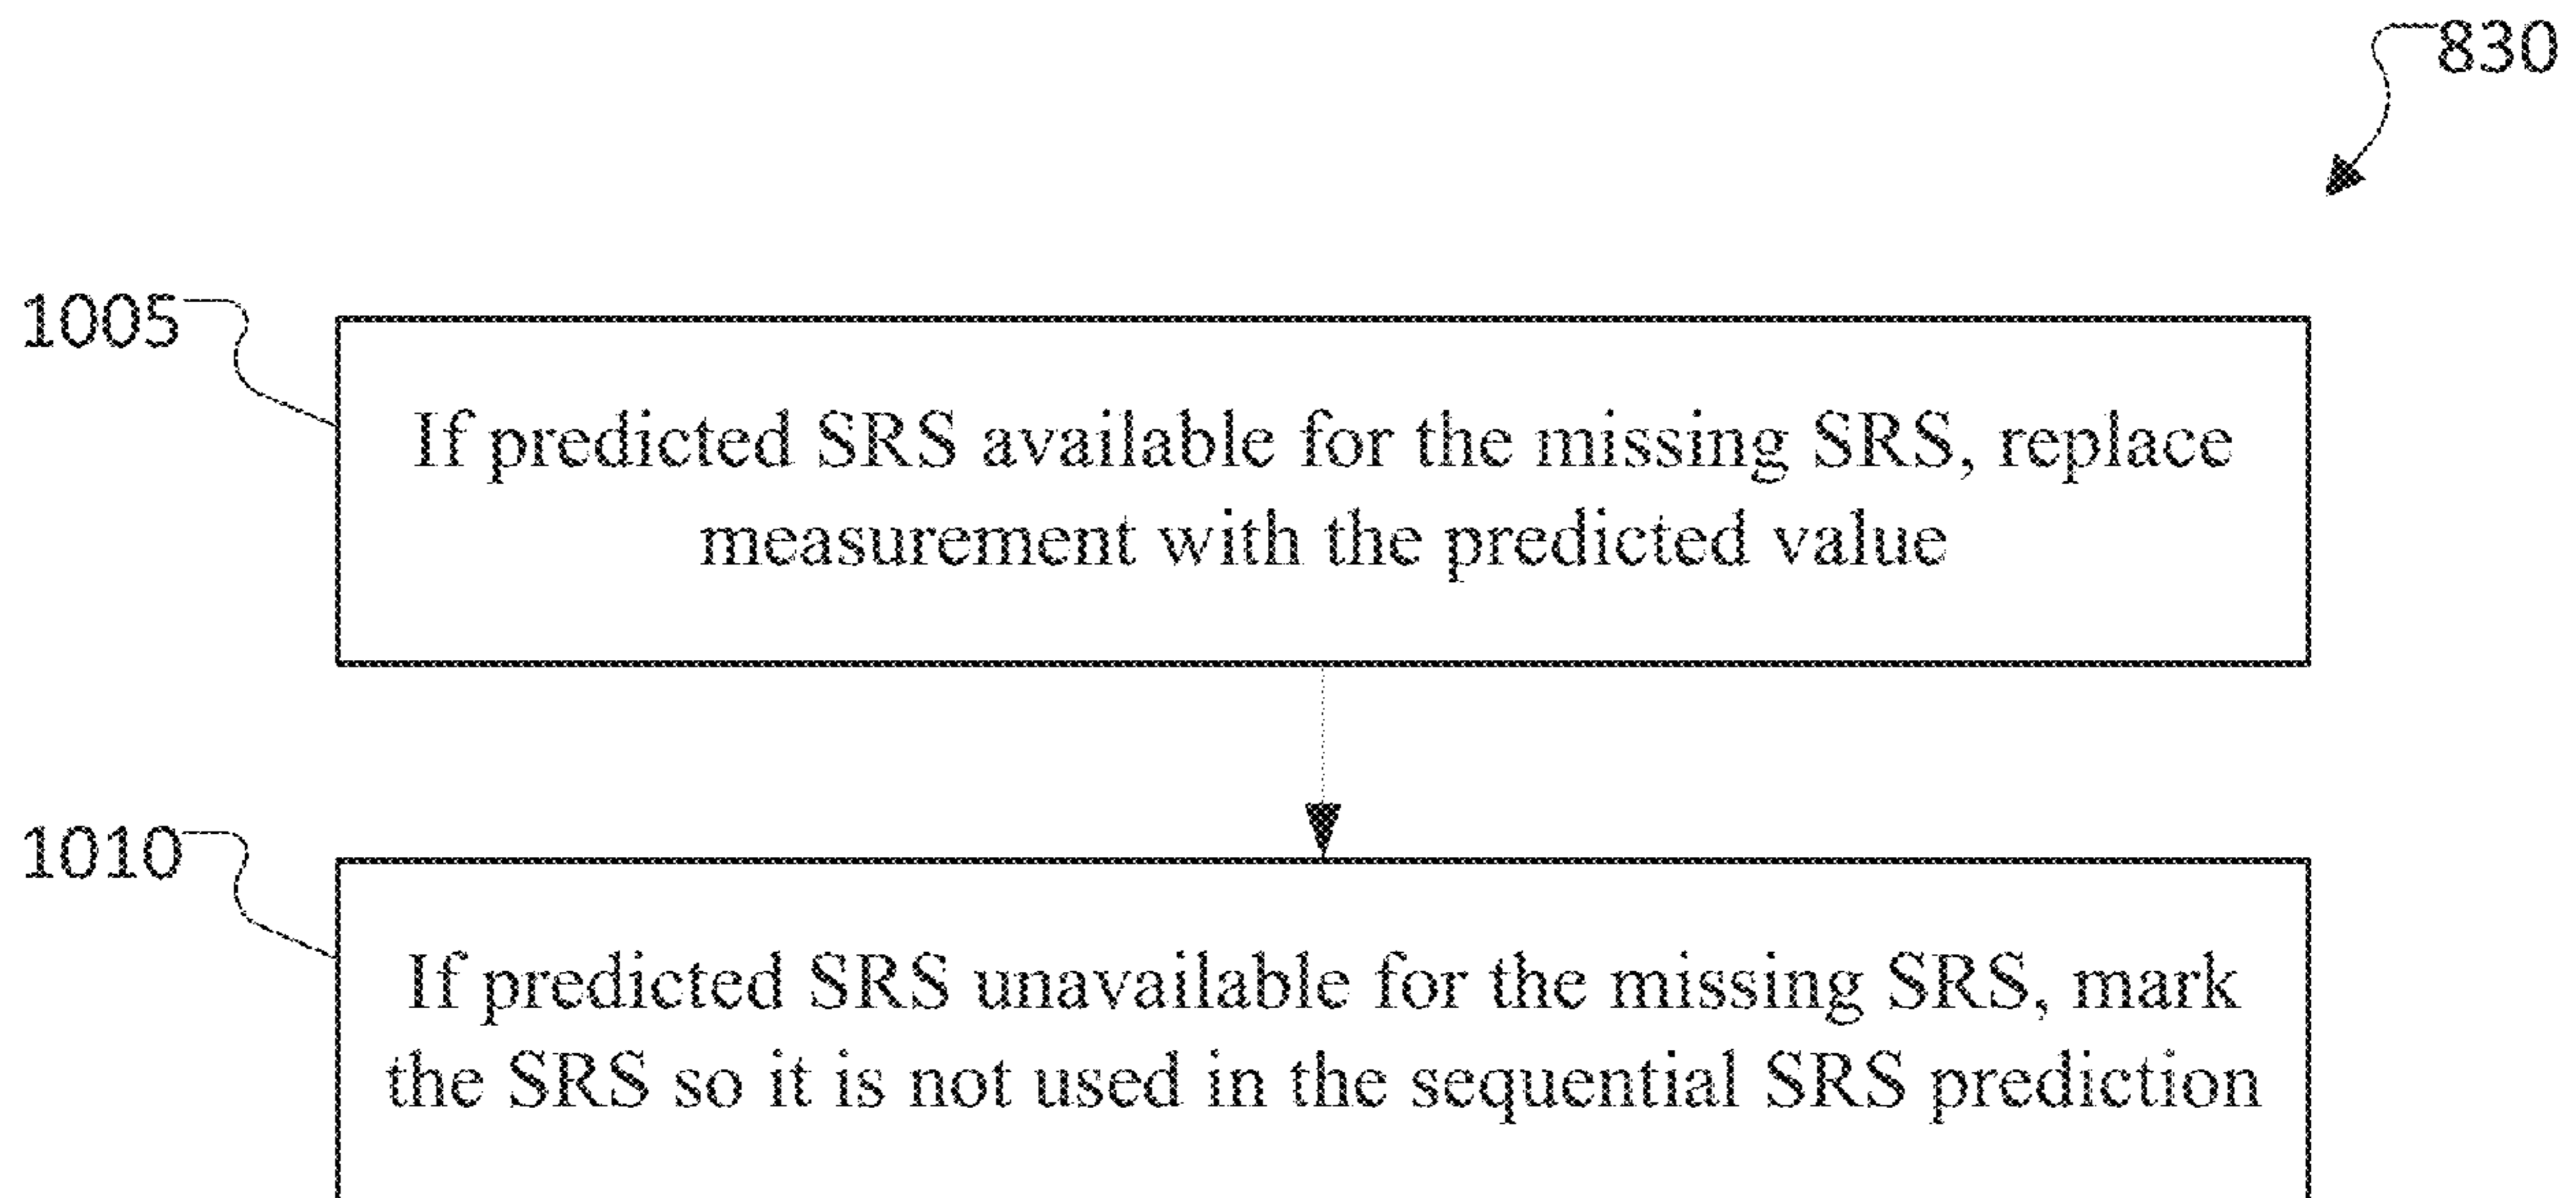 830
1005
If predicted SRS available for the missing SRS, replace
measurement with the predicted value
1010
If predicted SRS unavailable for the missing SRS, mark
the SRS so it is not used in the sequential SRS prediction